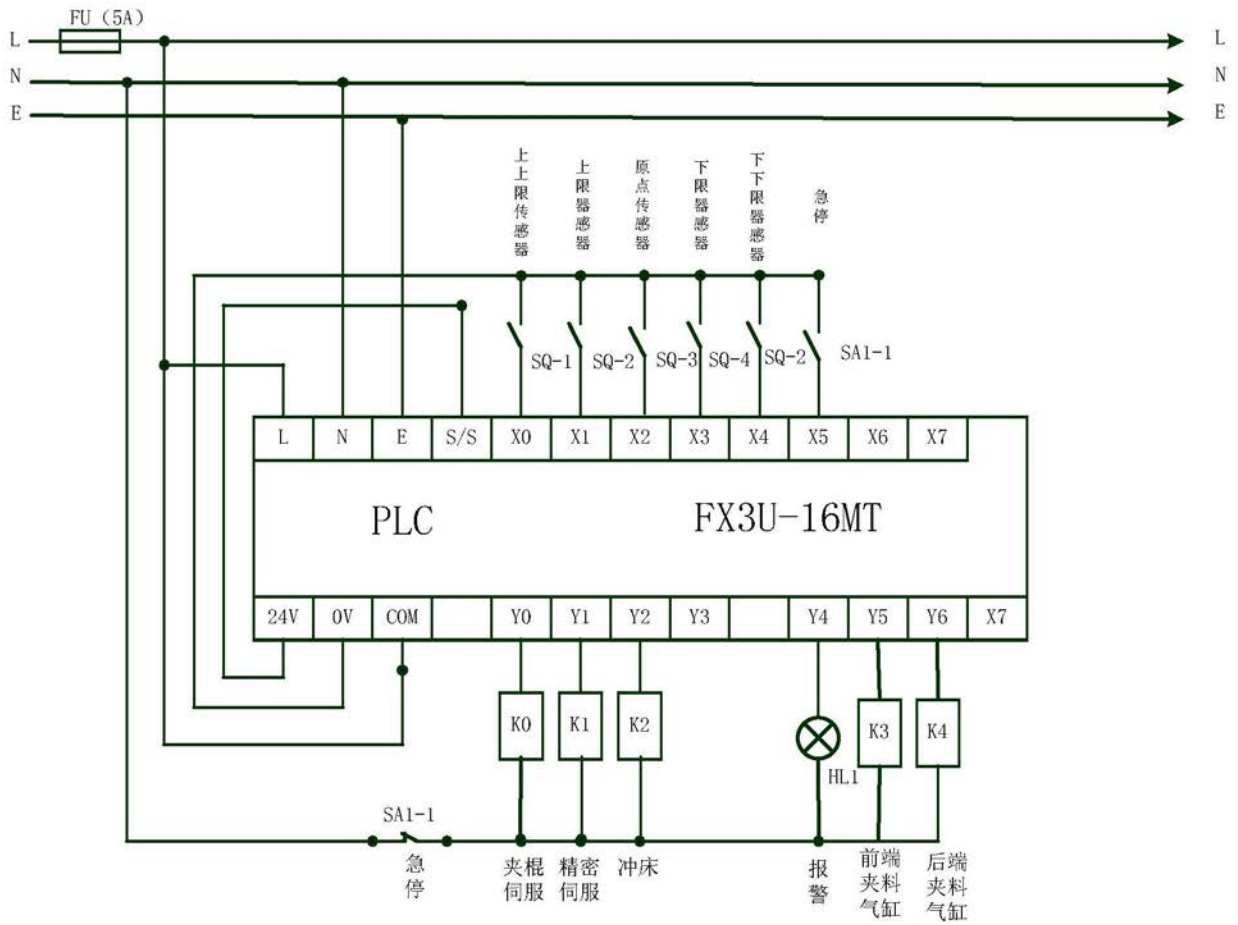 FU（5A）
L
L
N
N
E
E
上上限传感器
上限器感器
原点传感器
下限器感器
下下限器感器
急停
SQ-1
SQ-2
SQ-3
SQ-4
SQ-2
SA1-1
L
N
E
S/S
X0
X1
X2
X3
X4
X5
X6
X7
PLC
FX3U-16MT
24V
0V
COM
Y0
Y1
Y2
Y3
Y4
Y5
Y6
X7
K0
K1
K2
K3
K4
HL1
SA1-1
急停
夹棍
伺服
精密
伺服
冲床
报警
前端
夹料
气缸
后端
夹料
气缸